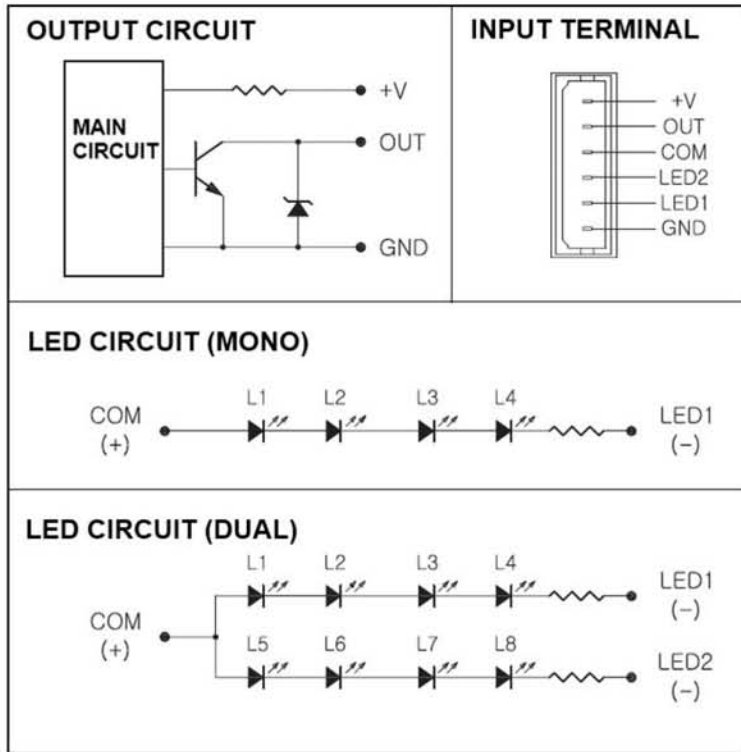 OUTPUT CIRCUIT
MAIN
CIRCUIT
+V
OUT
GND
INPUT TERMINAL
+V
OUT
COM
LED2
LED1
GND
LED CIRCUIT (MONO)
COM
(+)
L1 L2 L3 L4
LED1
(-)
LED CIRCUIT (DUAL)
COM
(+)
L1 L2 L3 L4
LED1
(-)
L5 L6 L7 L8
LED2
(-)